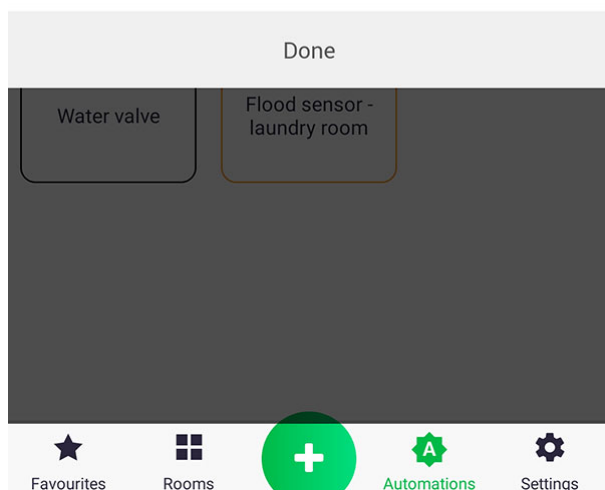 Done
Water valve
Flood sensor -
laundry room
A
Favourites
Rooms
Automations
Settings